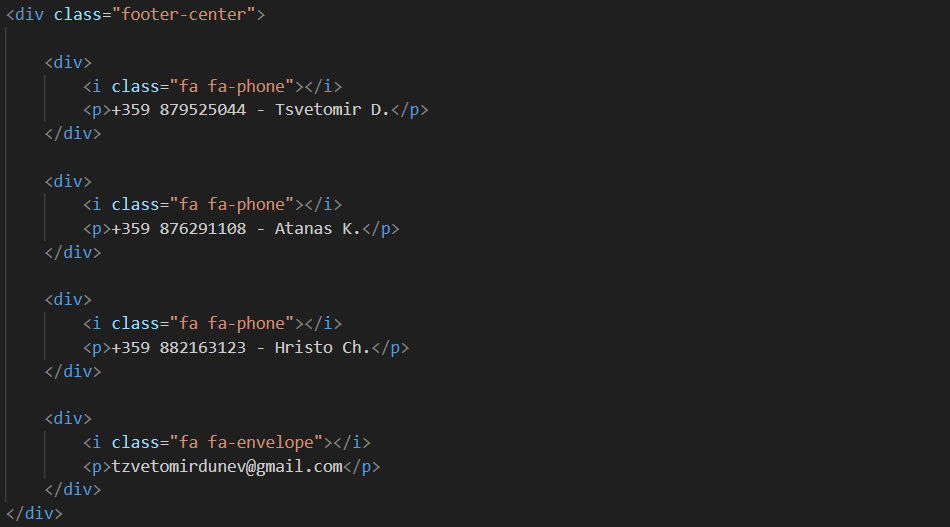 <div class="footer-center">
<div>
<i class="fa fa-phone"></i>
<p>+359 879525044 - Tsvetomir D.</p>
</div>
<div>
<i class="fa fa-phone"></i>
<p>+359 876291108 - Atanas K.</p>
</div>
<div>
<i class="fa fa-phone"></i>
<p>+359 882163123 - Hristo Ch.</p>
</div>
<div>
<i class="fa fa-envelope"></i>
<p>tzvetomirdunev@gmail.com</p>
</div>
</div>